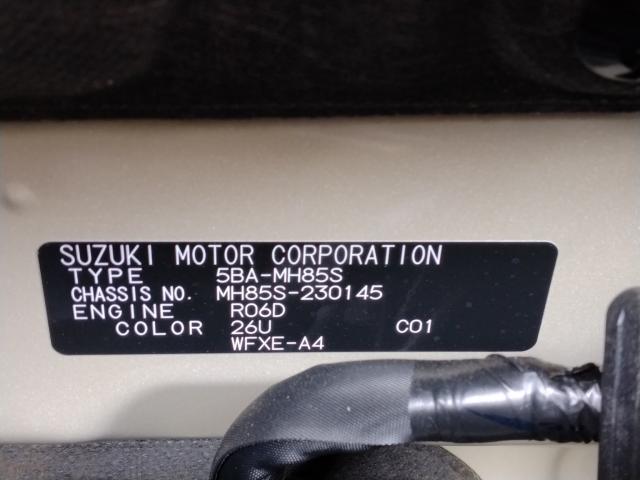 SUZUKI MOTOR CORPORATION
TYPE 5BA-MH85S
CHASSIS NO. MH85S-230145
ENGINE R06D
COLOR 26U C01
WFXE-A4